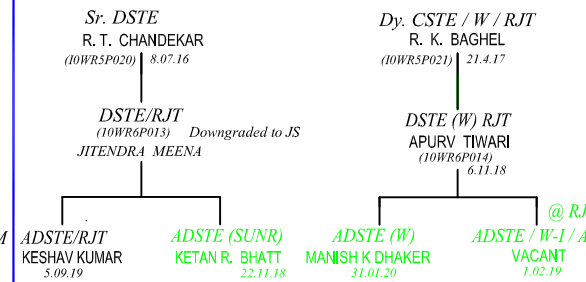 Sr. DSTE
R. T. CHANDEKAR
(I0WR5P020) 8.07.16
DSTE/RJT
(10WR6P013) Downgraded to JS
JITENDRA MEENA
M ADSTE/RJT
KESHAV KUMAR
5.09.19
ADSTE (SUNR)
KETAN R. BHATT
22.11.18
Dy. CSTE / W / RJT
R. K. BAGHEL
(I0WR5P021) 21.4.17
DSTE (W) RJT
APURV TIWARI
(10WR6P014)
6.11.18
ADSTE (W)
MANISH K DHAKER
31.01.20
@ RJ
ADSTE / W-I / A
VACANT
1.02.19